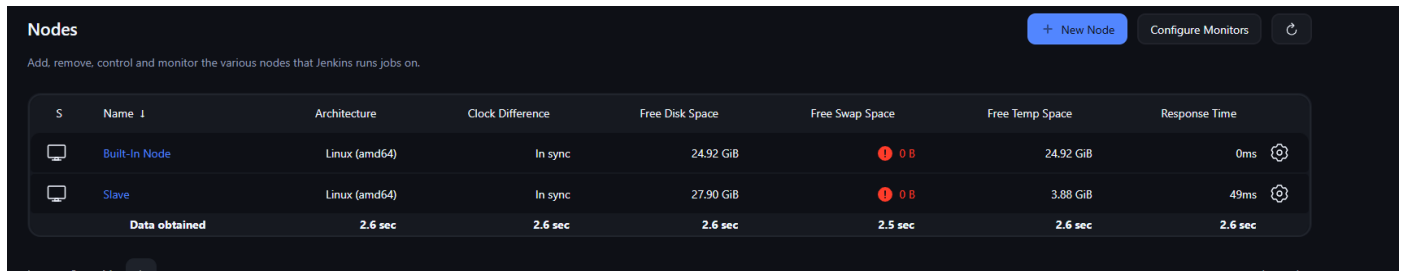 Nodes
+ New Node
Configure Monitors
Add, remove, control and monitor the various nodes that Jenkins runs jobs on.
S Name ↓ Architecture Clock Difference Free Disk Space Free Swap Space Free Temp Space Response Time
Built-In Node Linux (amd64) In sync 24.92 GiB 0 B 24.92 GiB 0ms
Slave Linux (amd64) In sync 27.90 GiB 0 B 3.88 GiB 49ms
Data obtained 2.6 sec 2.6 sec 2.6 sec 2.5 sec 2.6 sec 2.6 sec